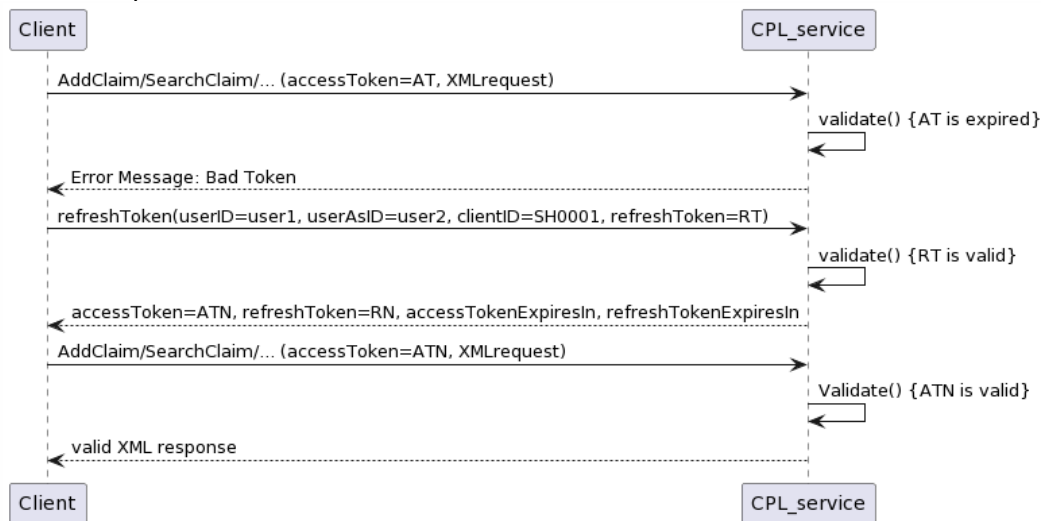 Client CPL_service
AddClaim/SearchClaim/... (accessToken=AT, XMLrequest)
validate() {AT is expired}
Error Message: Bad Token
refreshToken(userID=user1, userAsID=user2, clientID=SH0001, refreshToken=RT)
validate() {RT is valid}
accessToken=ATN, refreshToken=RN, accessTokenExpiresIn, refreshTokenExpiresIn
AddClaim/SearchClaim/... (accessToken=ATN, XMLrequest)
Validate() {ATN is valid}
valid XML response
Client CPL_service